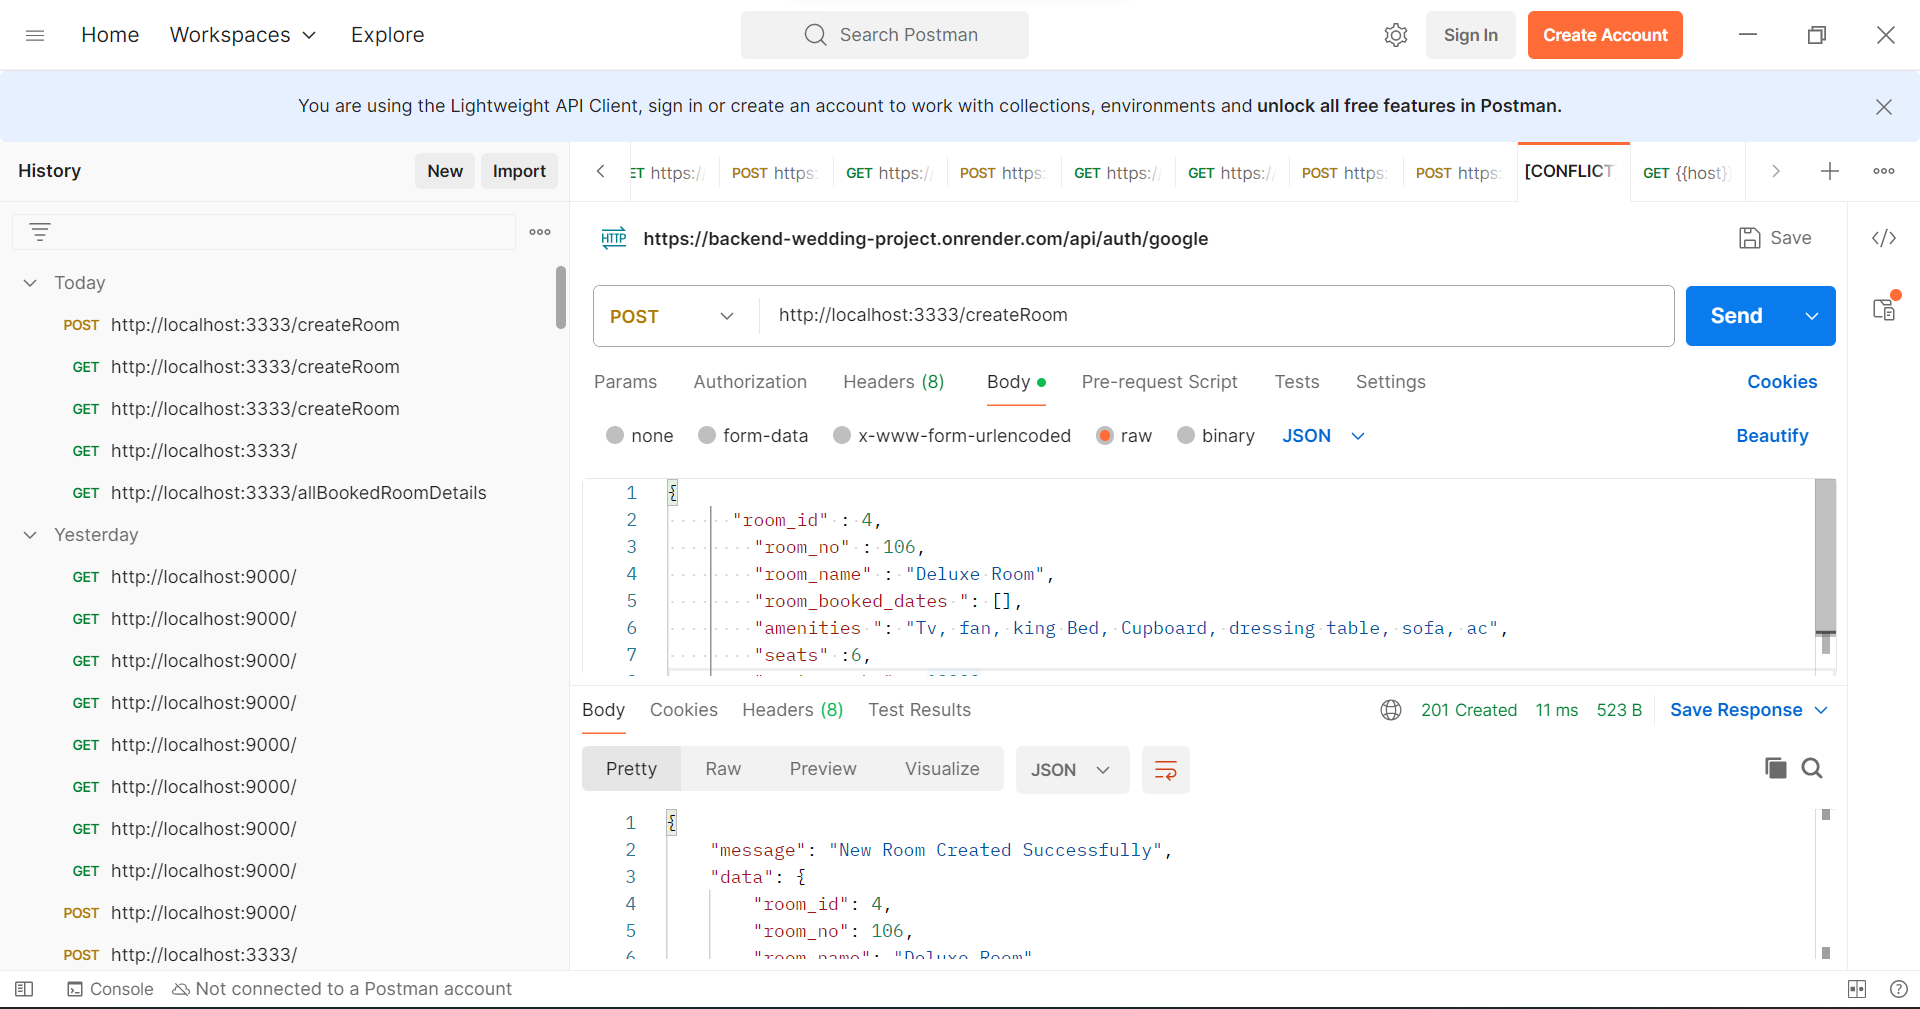 Home Workspaces Explore Search Postman Sign In Create Account
You are using the Lightweight API Client, sign in or create an account to work with collections, environments and unlock all free features in Postman.
History New Import
ET https:// POST https: GET https:// POST https: GET https:// GET https:// POST https: POST https: [CONFLICT GET {{host}}
HTTP https://backend-wedding-project.onrender.com/api/auth/google Save
Today
POST http://localhost:3333/createRoom
GET http://localhost:3333/createRoom
GET http://localhost:3333/createRoom
GET http://localhost:3333/
GET http://localhost:3333/allBookedRoomDetails
Yesterday
GET http://localhost:9000/
GET http://localhost:9000/
GET http://localhost:9000/
GET http://localhost:9000/
GET http://localhost:9000/
GET http://localhost:9000/
GET http://localhost:9000/
GET http://localhost:9000/
POST http://localhost:9000/
POST http://localhost:3333/
POST http://localhost:3333/createRoom Send
Params Authorization Headers (8) Body Pre-request Script Tests Settings Cookies
none form-data x-www-form-urlencoded raw binary JSON Beautify
1 {
2 "room_id" : 4,
3 "room_no" : 106,
4 "room_name" : "Deluxe Room",
5 "room_booked_dates ": [],
6 "amenities ": "Tv, fan, king Bed, Cupboard, dressing table, sofa, ac",
7 "seats" :6,
Body Cookies Headers (8) Test Results 201 Created 11 ms 523 B Save Response
Pretty Raw Preview Visualize JSON
1 {
2 "message": "New Room Created Successfully",
3 "data": {
4 "room_id": 4,
5 "room_no": 106,
6 "room_name": "Deluxe Room"
Console Not connected to a Postman account